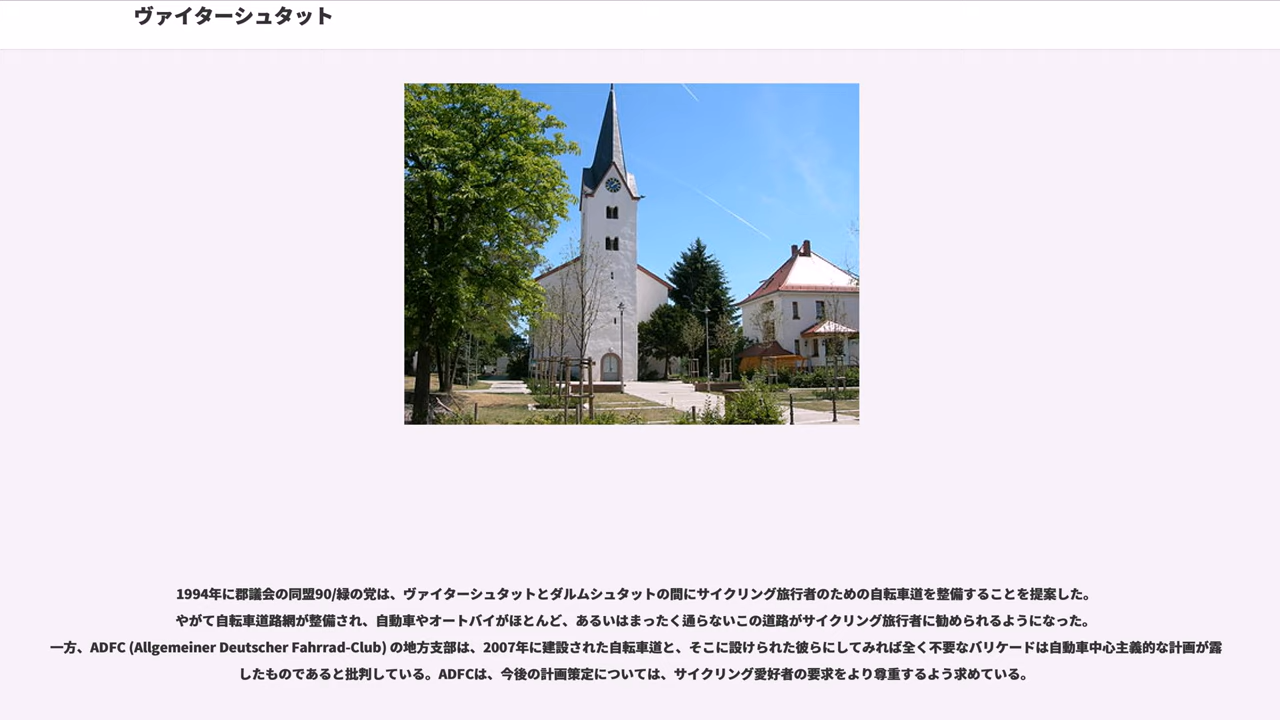 ヴァイターシュタット
1994年に郡議会の同盟90/緑の党は、ヴァイターシュタットとダルムシュタットの間にサイクリング旅行者のための自転車道を整備することを提案した。
やがて自転車道路網が整備され、自動車やオートバイがほとんど、あるいはまったく通らないこの道路がサイクリング旅行者に勧められるようになった。
一方、ADFC (Allgemeiner Deutscher Fahrrad-Club) の地方支部は、2007年に建設された自転車道と、そこに設けられた彼らにしてみれば全く不要なバリケードは自動車中心主義的な計画が露
したものであると批判している。ADFCは、今後の計画策定については、サイクリング愛好者の要求をより尊重するよう求めている。